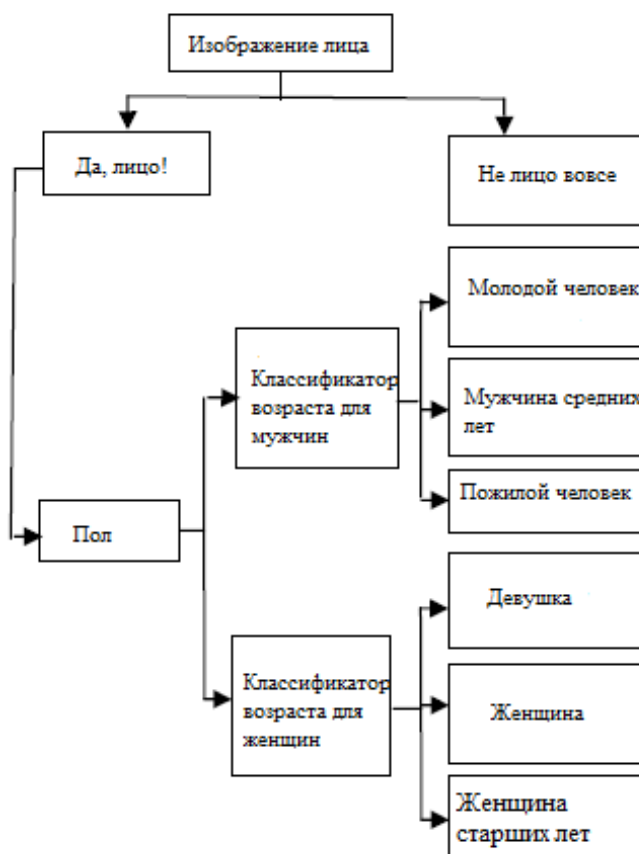 Изображение лица
Да, лицо!
Не лицо вовсе
Молодой человек
Классификатор
возраста для
мужчин
Мужчина средних
лет
Пожилой человек
Пол
Девушка
Классификатор
возраста для
женщин
Женщина
Женщина
старших лет